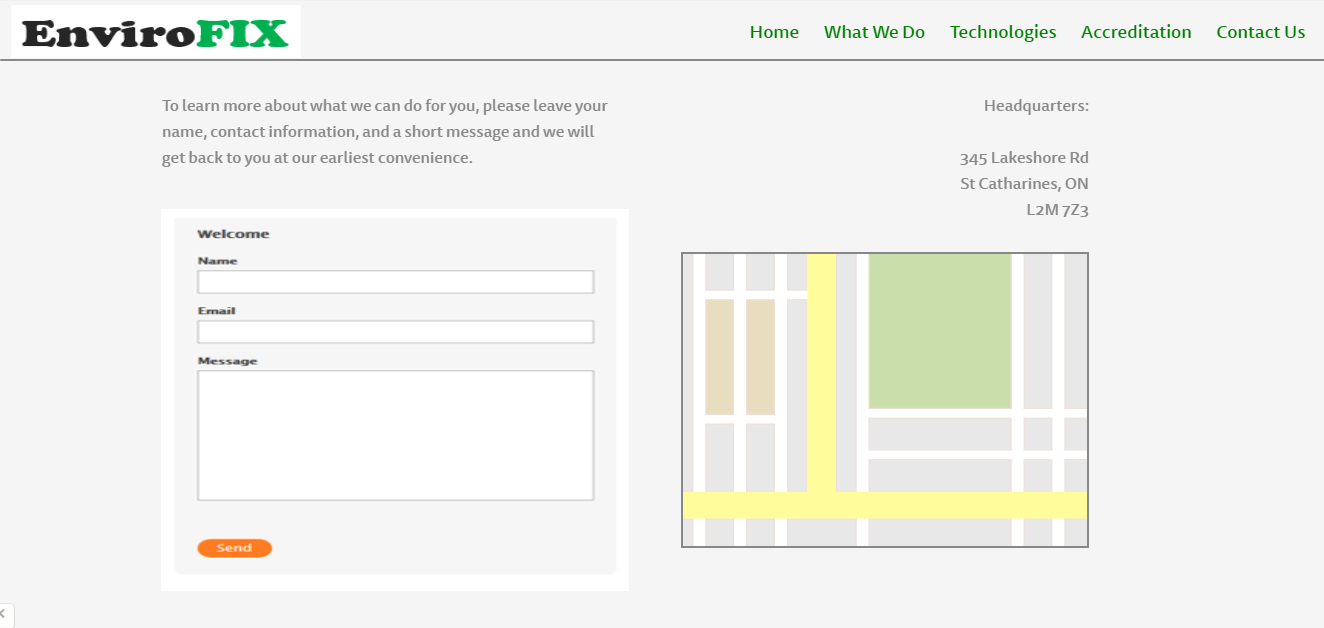 EnviroFIX
Home What We Do Technologies Accreditation Contact Us
To learn more about what we can do for you, please leave your
name, contact information, and a short message and we will
get back to you at our earliest convenience.
Welcome
Name
Email
Message
Send
Headquarters:
345 Lakeshore Rd
St Catharines, ON
L2M 7Z3